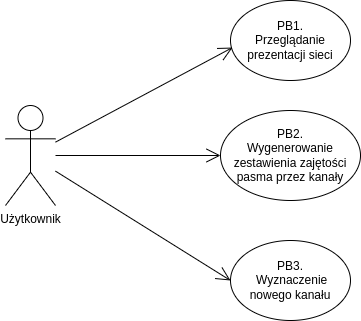 PB1.
Przeglądanie
prezentacji sieci
PB2.
Wygenerowanie
zestawienia zajętości
pasma przez kanały
Użytkownik
PB3.
Wyznaczenie
nowego kanału